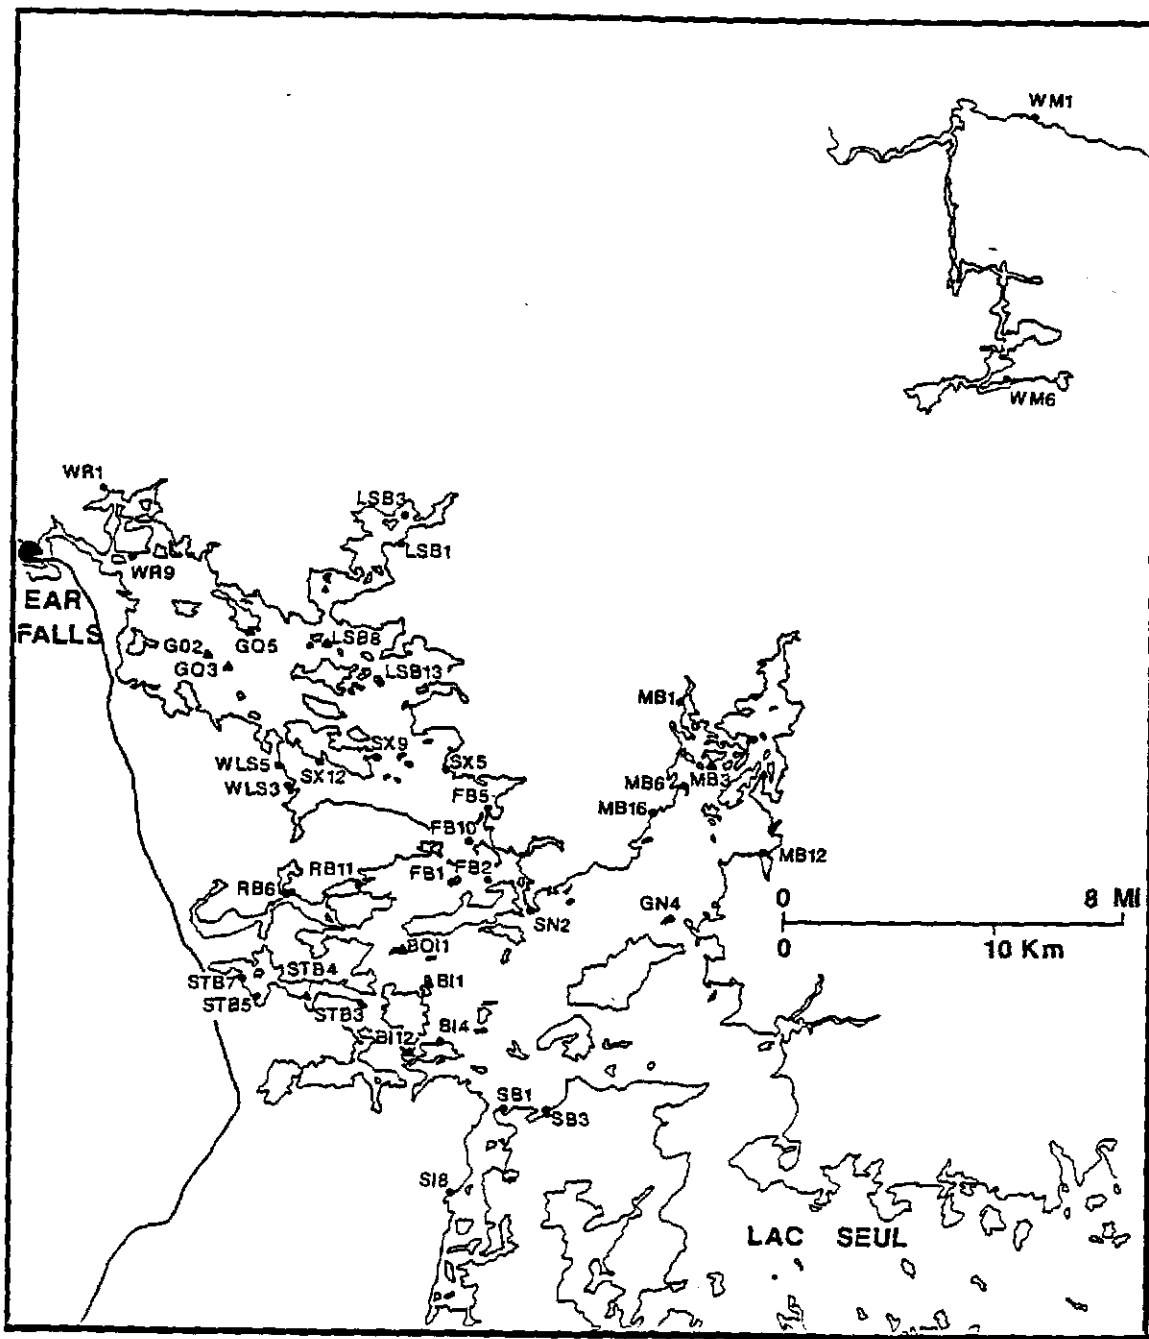 WM1
WM6
WR1
LSB3
LSB1
WR9
EAR
FALLS
G02
GO5
LSB8
GO3
LSB13
MB1
SX9
WLS5
SX12
SX5
MB3
WLS3
MB6
FB5
MB16
FB10
MB12
RB11
FB1
FB2
RB6
SN2
GN4
0 8 MI
0 10 Km
BOI1
STB7
STB4
BI1
STB5
STB3
BI12
BI4
SB1
SB3
SI8
LAC SEUL